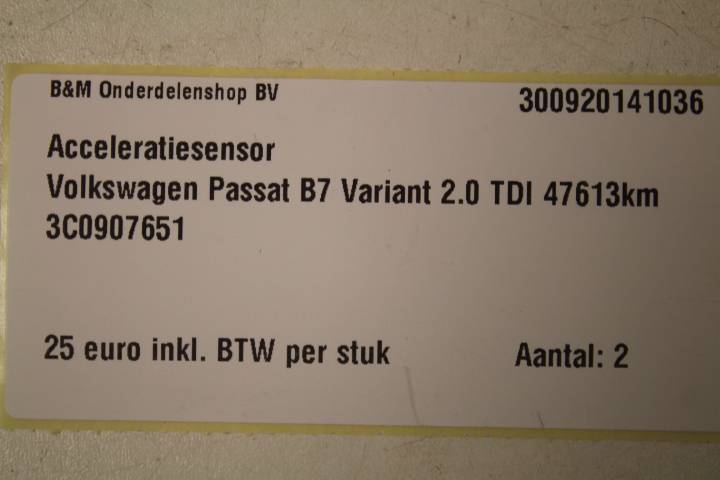 B&M Onderdelenshop BV
300920141036
Acceleratiesensor
Volkswagen Passat B7 Variant 2.0 TDI 47613km
3C0907651
25 euro inkl. BTW per stuk
Aantal: 2